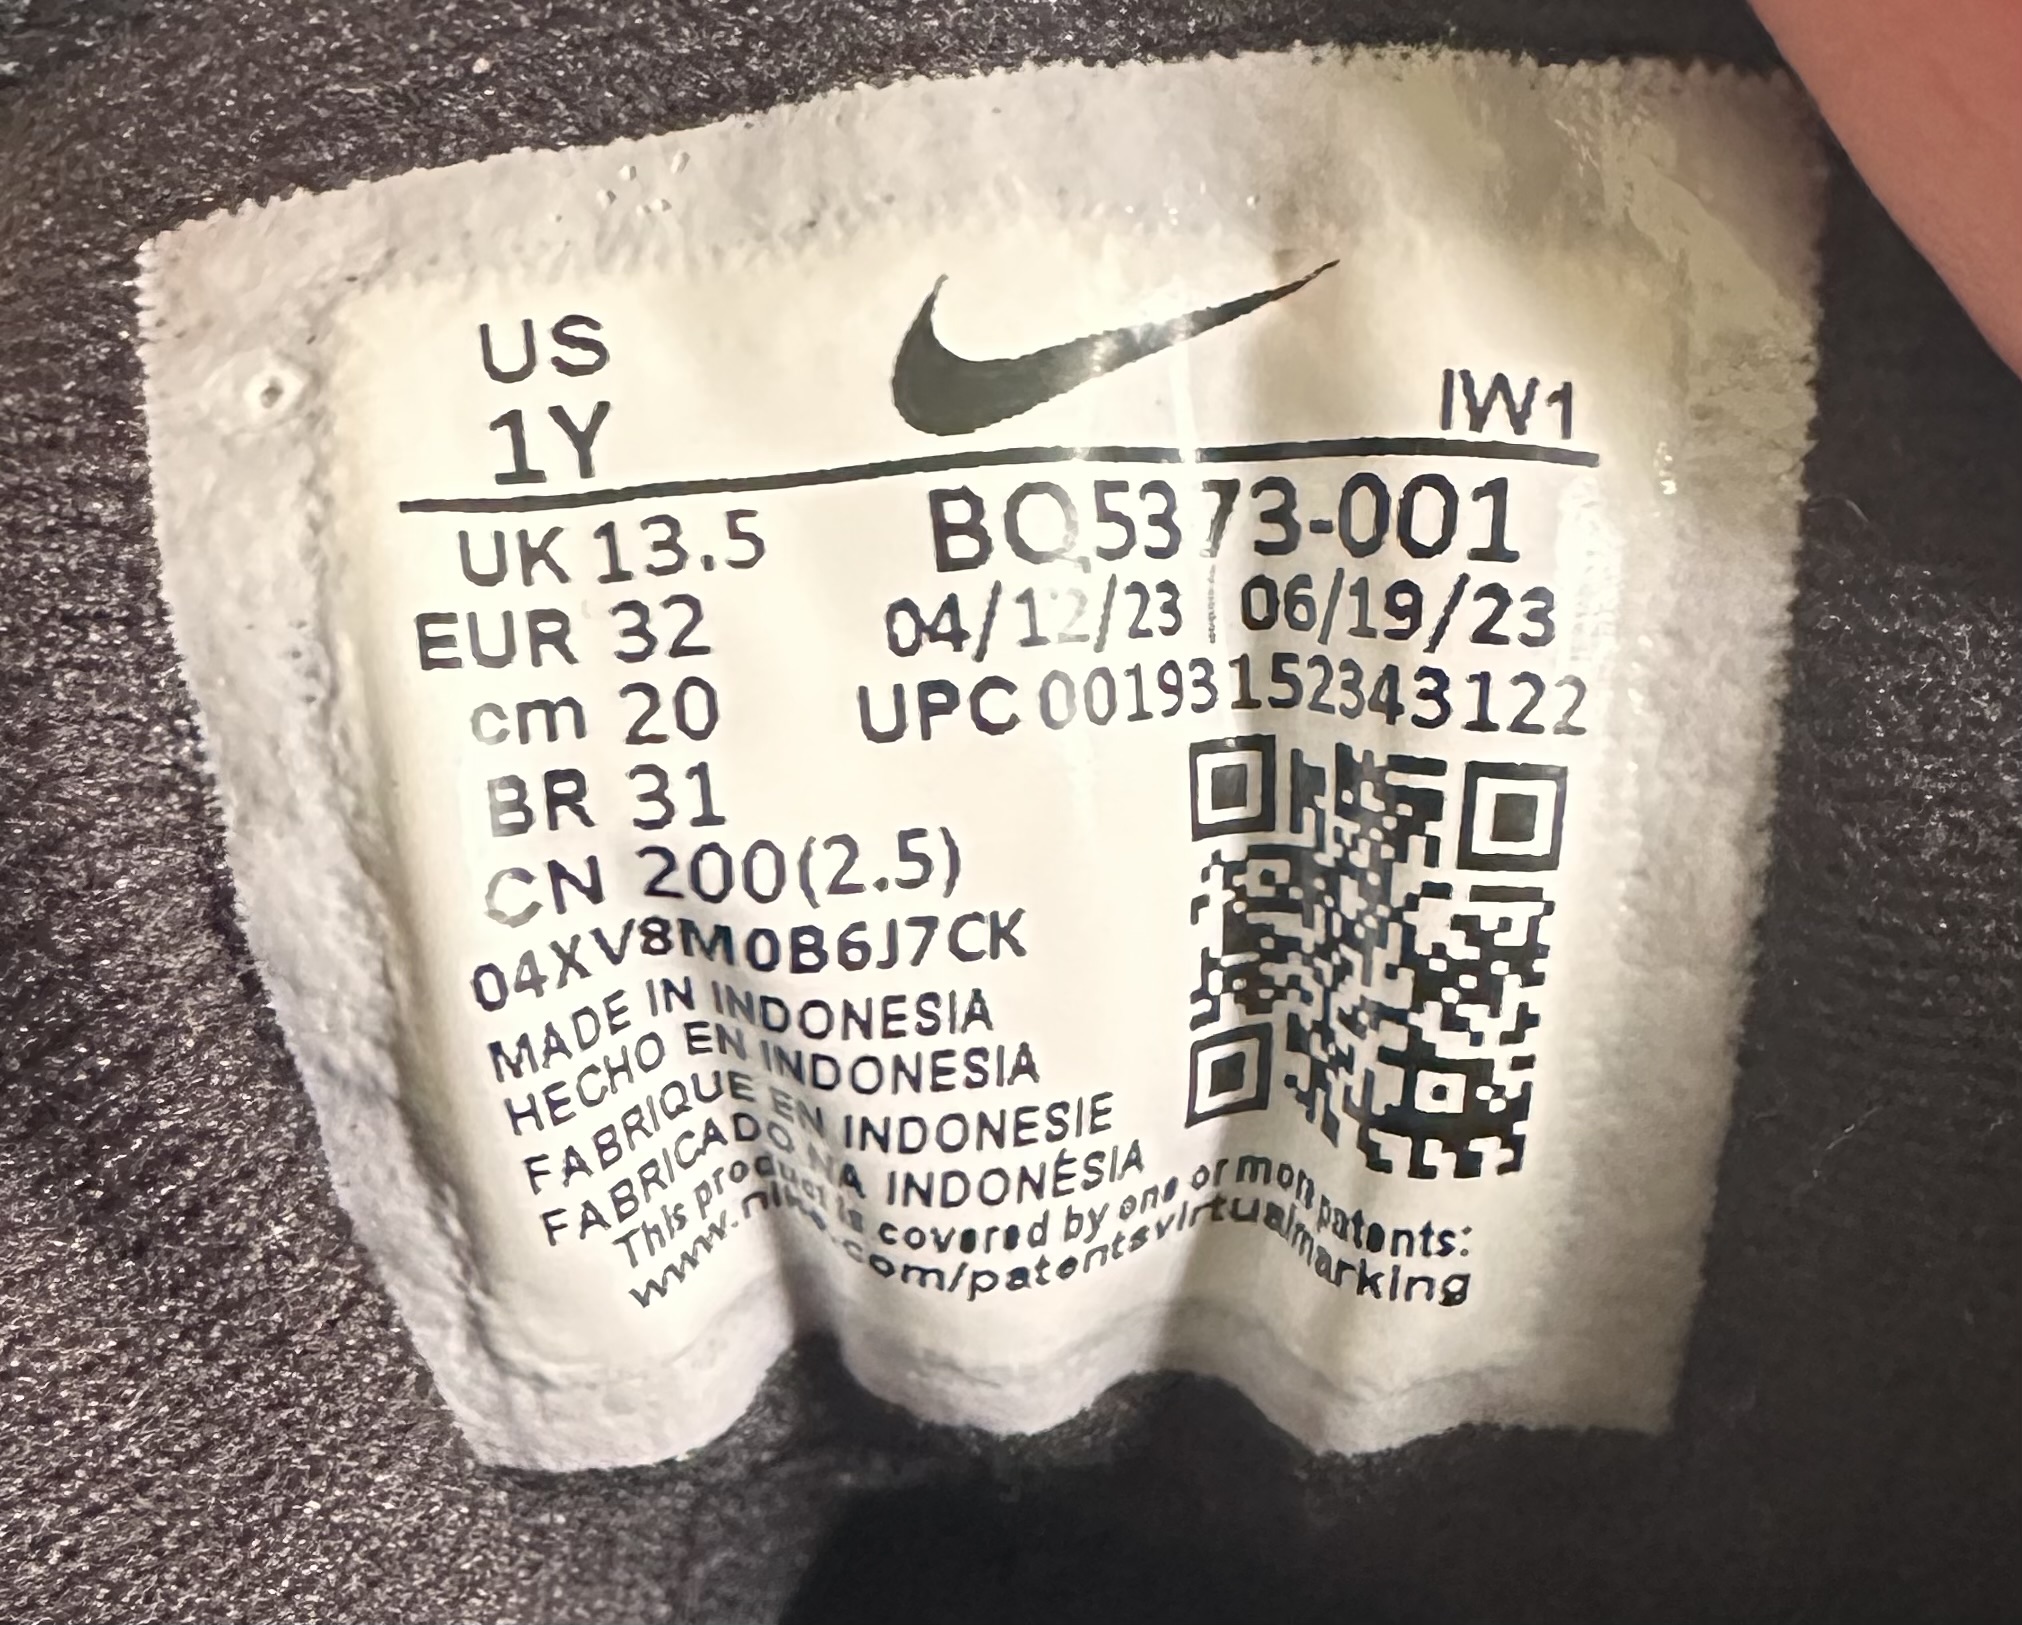 US
1Y
IW1
UK 13.5
BQ5373-001
EUR 32
04/12/23 06/19/23
cm 20
UPC 00193152343122
BR 31
CN 200(2.5)
04XV8M0B6J7CK
MADE IN INDONESIA
HECHO EN INDONESIA
FABRIQUE EN INDONESIE
FABRICADO NA INDONÉSIA
This product is covered by one or more patents:
www.nike.com/patentsvirtualmarking